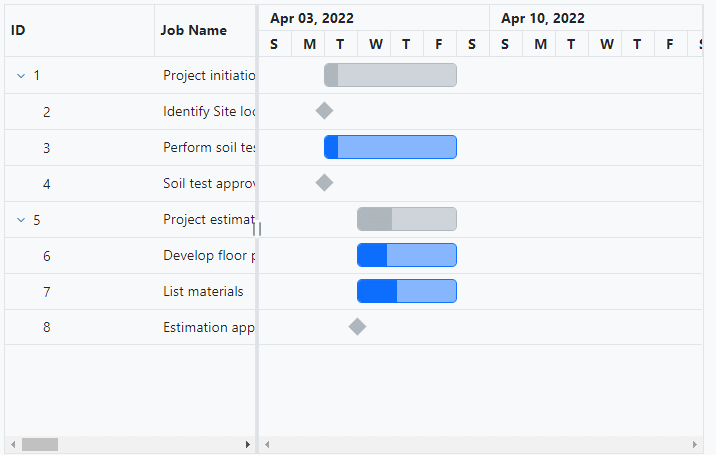 ID Job Name Apr 03, 2022 Apr 10, 2022
S M T W T F S S M T W T F S
1 Project initiatio
2 Identify Site loc
3 Perform soil tes
4 Soil test approv
5 Project estimat
6 Develop floor p
7 List materials
8 Estimation app